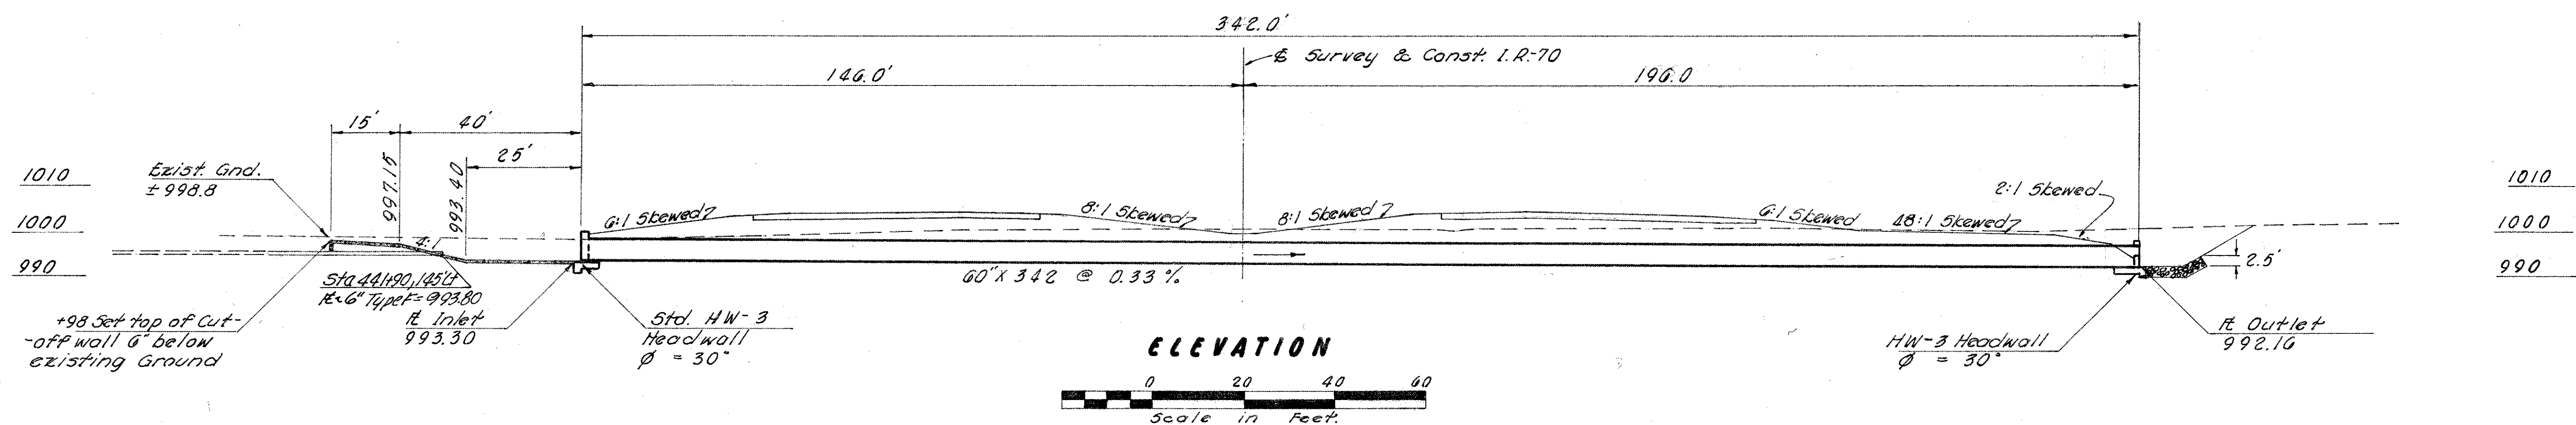 342.0'
℄ Survey & Const. I.R.-70
146.0'
196.0
15'
40'
25'
997.15
993.40
Exist. Gnd.
±998.8
1010
1000
990
1010
1000
990
6:1 Skewed
8:1 Skewed
8:1 Skewed
6:1 Skewed
48:1 Skewed
2:1 Skewed
4:1
2.5'
60" X 342 @ 0.33 %
Sta 441+90, 145' Lt
6" Type F = 993.80
+98 Set top of Cut-
-off wall 6" below
existing Ground
Inlet
993.30
Std. HW-3
Headwall
Ø = 30°
HW-3 Headwall
Ø = 30°
Outlet
992.16
ELEVATION
0 20 40 60
Scale in Feet.